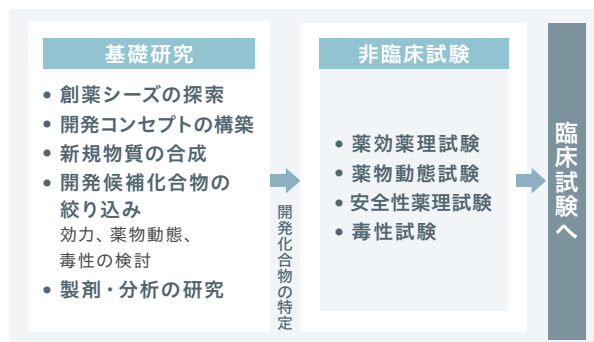 基礎研究
• 創薬シーズの探索
• 開発コンセプトの構築
• 新規物質の合成
• 開発候補化合物の
絞り込み
効力、薬物動態、
毒性の検討
• 製剤・分析の研究
開発化合物の特定
非臨床試験
• 薬効薬理試験
• 薬物動態試験
• 安全性薬理試験
• 毒性試験
臨床試験へ